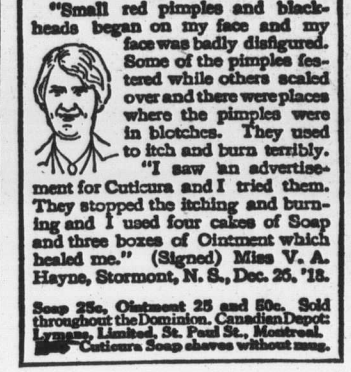 "Small red pimples and black-
heads began on my face and my
face was badly disfigured.
Some of the pimples fes-
tered while others scaled
over and there were places
where the pimples were
in blotches. They used
to itch and burn terribly.
"I saw an advertise-
ment for Cuticura and I tried them.
They stopped the itching and burn-
ing and I used four cakes of Soap
and three boxes of Ointment which
healed me." (Signed) Miss V. A.
Hayne, Stormont, N. S., Dec. 26, '18.
Soap 25c, Ointment 25 and 50c. Sold
throughout the Dominion. Canadian Depot:
Lymans, Limited, St. Paul St., Montreal.
Cuticura Soap shaves without mug.